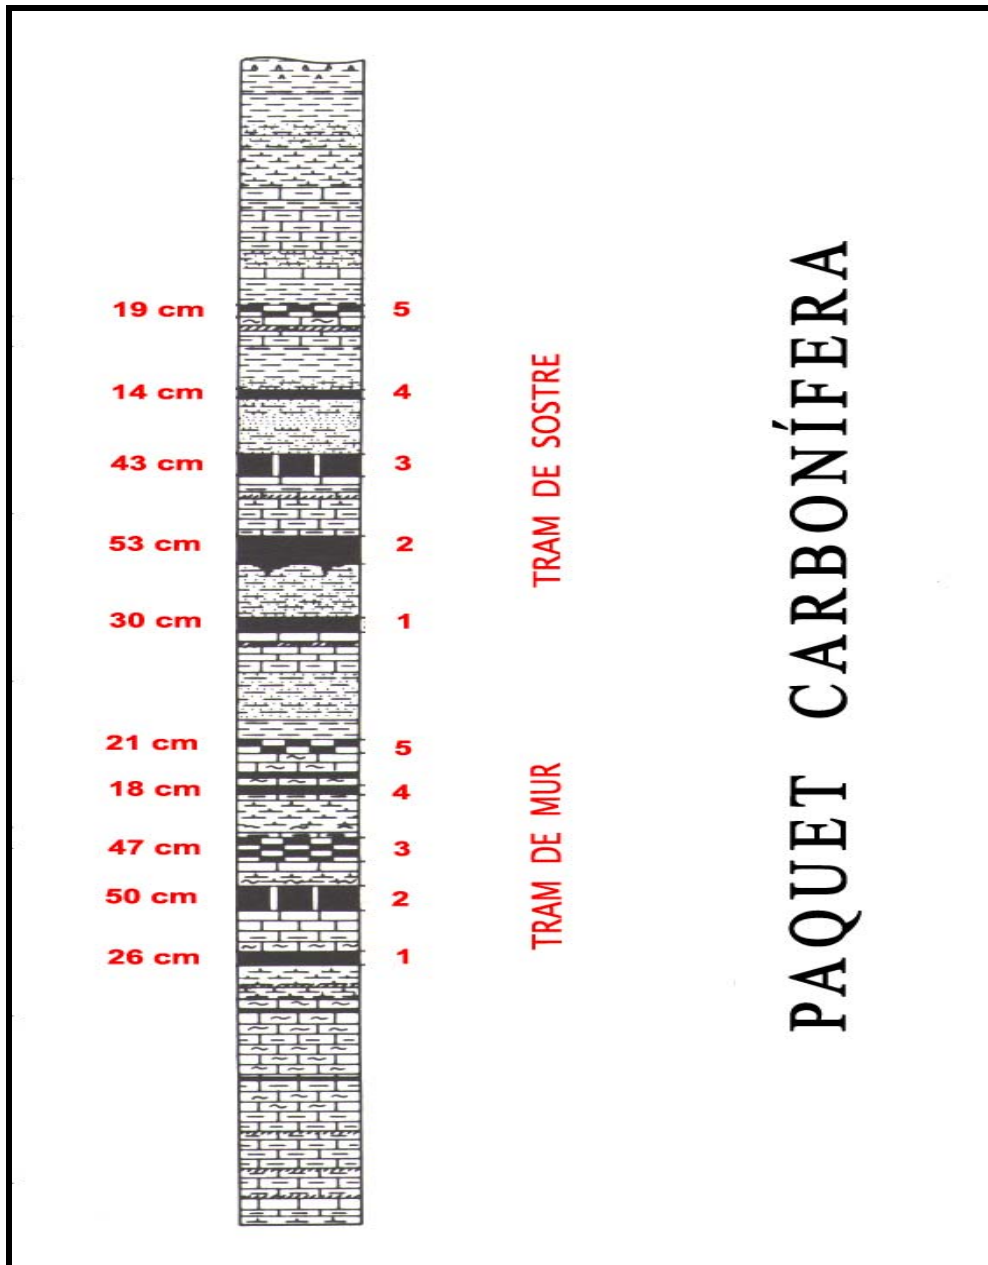 19 cm 5
14 cm 4
43 cm 3
53 cm 2
30 cm 1
TRAM DE SOSTRE
21 cm 5
18 cm 4
47 cm 3
50 cm 2
26 cm 1
TRAM DE MUR
PAQUET CARBONÍFERA